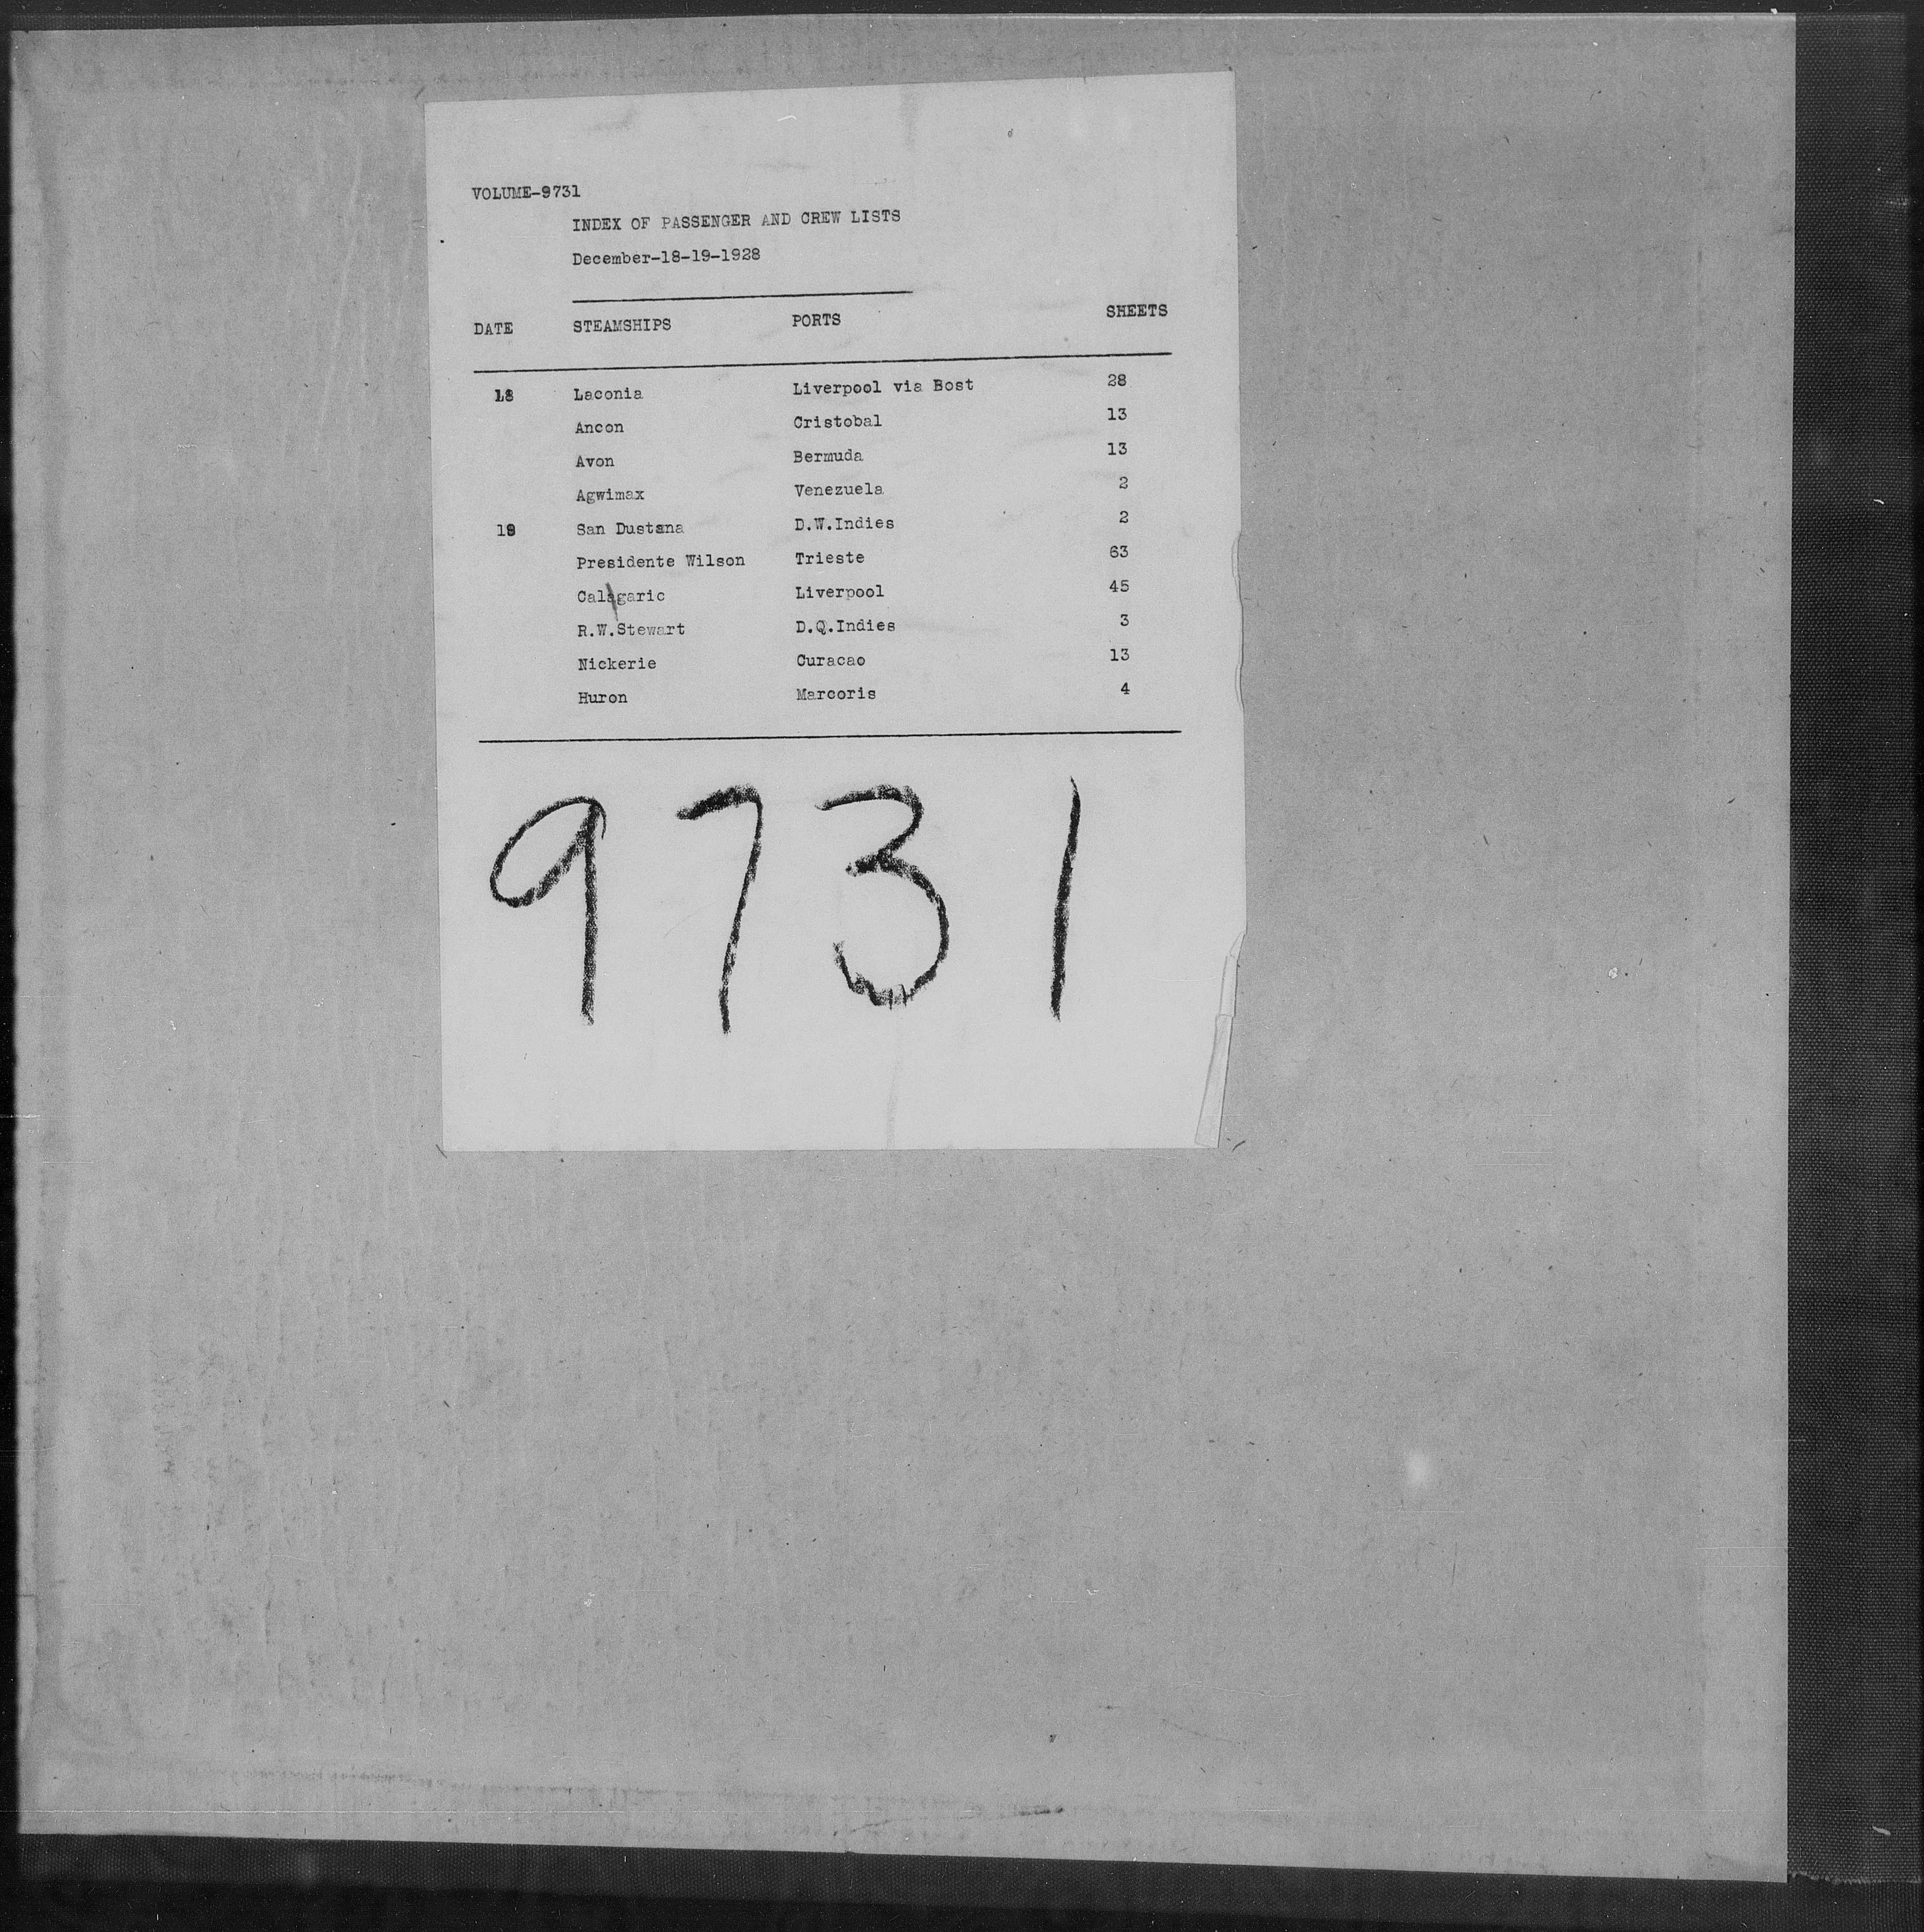 VOLUME-9731
INDEX OF PASSENGER AND CREW LISTS
December-18-19-1928
DATE STEAMSHIPS PORTS SHEETS
18 Laconia Liverpool via Bost 28
Ancon Cristobal 13
Avon Bermuda 13
Agwimax Venezuela 2
19 San Dustana D.W.Indies 2
Presidente Wilson Trieste 63
Calagaric Liverpool 45
R.W.Stewart D.Q.Indies 3
Nickerie Curacao 13
Huron Marcoris 4
9731